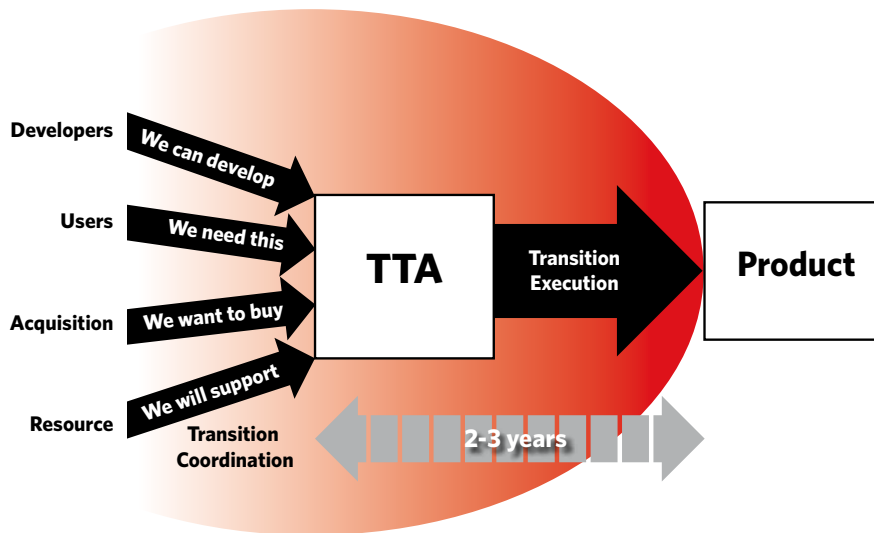 Developers
We can develop
Users
We need this
Acquisition
We want to buy
Resource
We will support
Transition
Coordination
TTA
Transition
Execution
Product
2-3 years